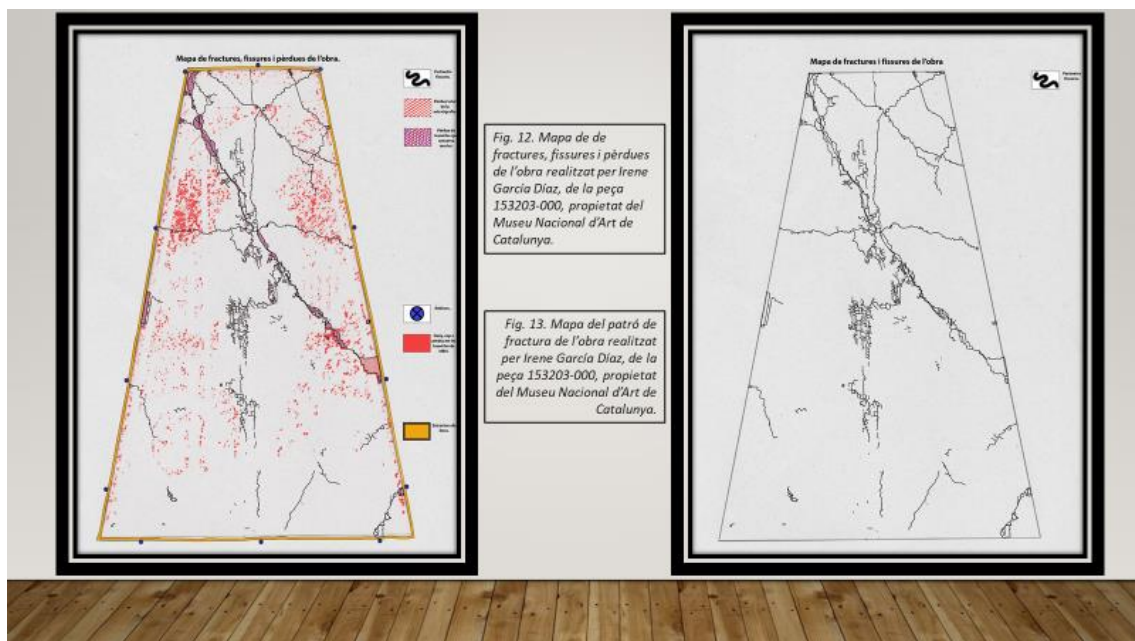 Mapa de fractures, fissures i pèrdues de l'obra.
Fig. 12. Mapa de de
fractures, fissures i pèrdues
de l'obra realitzat per Irene
García Díaz, de la peça
153203-000, propietat del
Museu Nacional d'Art de
Catalunya.
Fig. 13. Mapa del patró de
fractura de l'obra realitzat
per Irene García Díaz, de la
peça 153203-000, propietat
del Museu Nacional d'Art de
Catalunya.
Mapa de fractures i fissures de l'obra